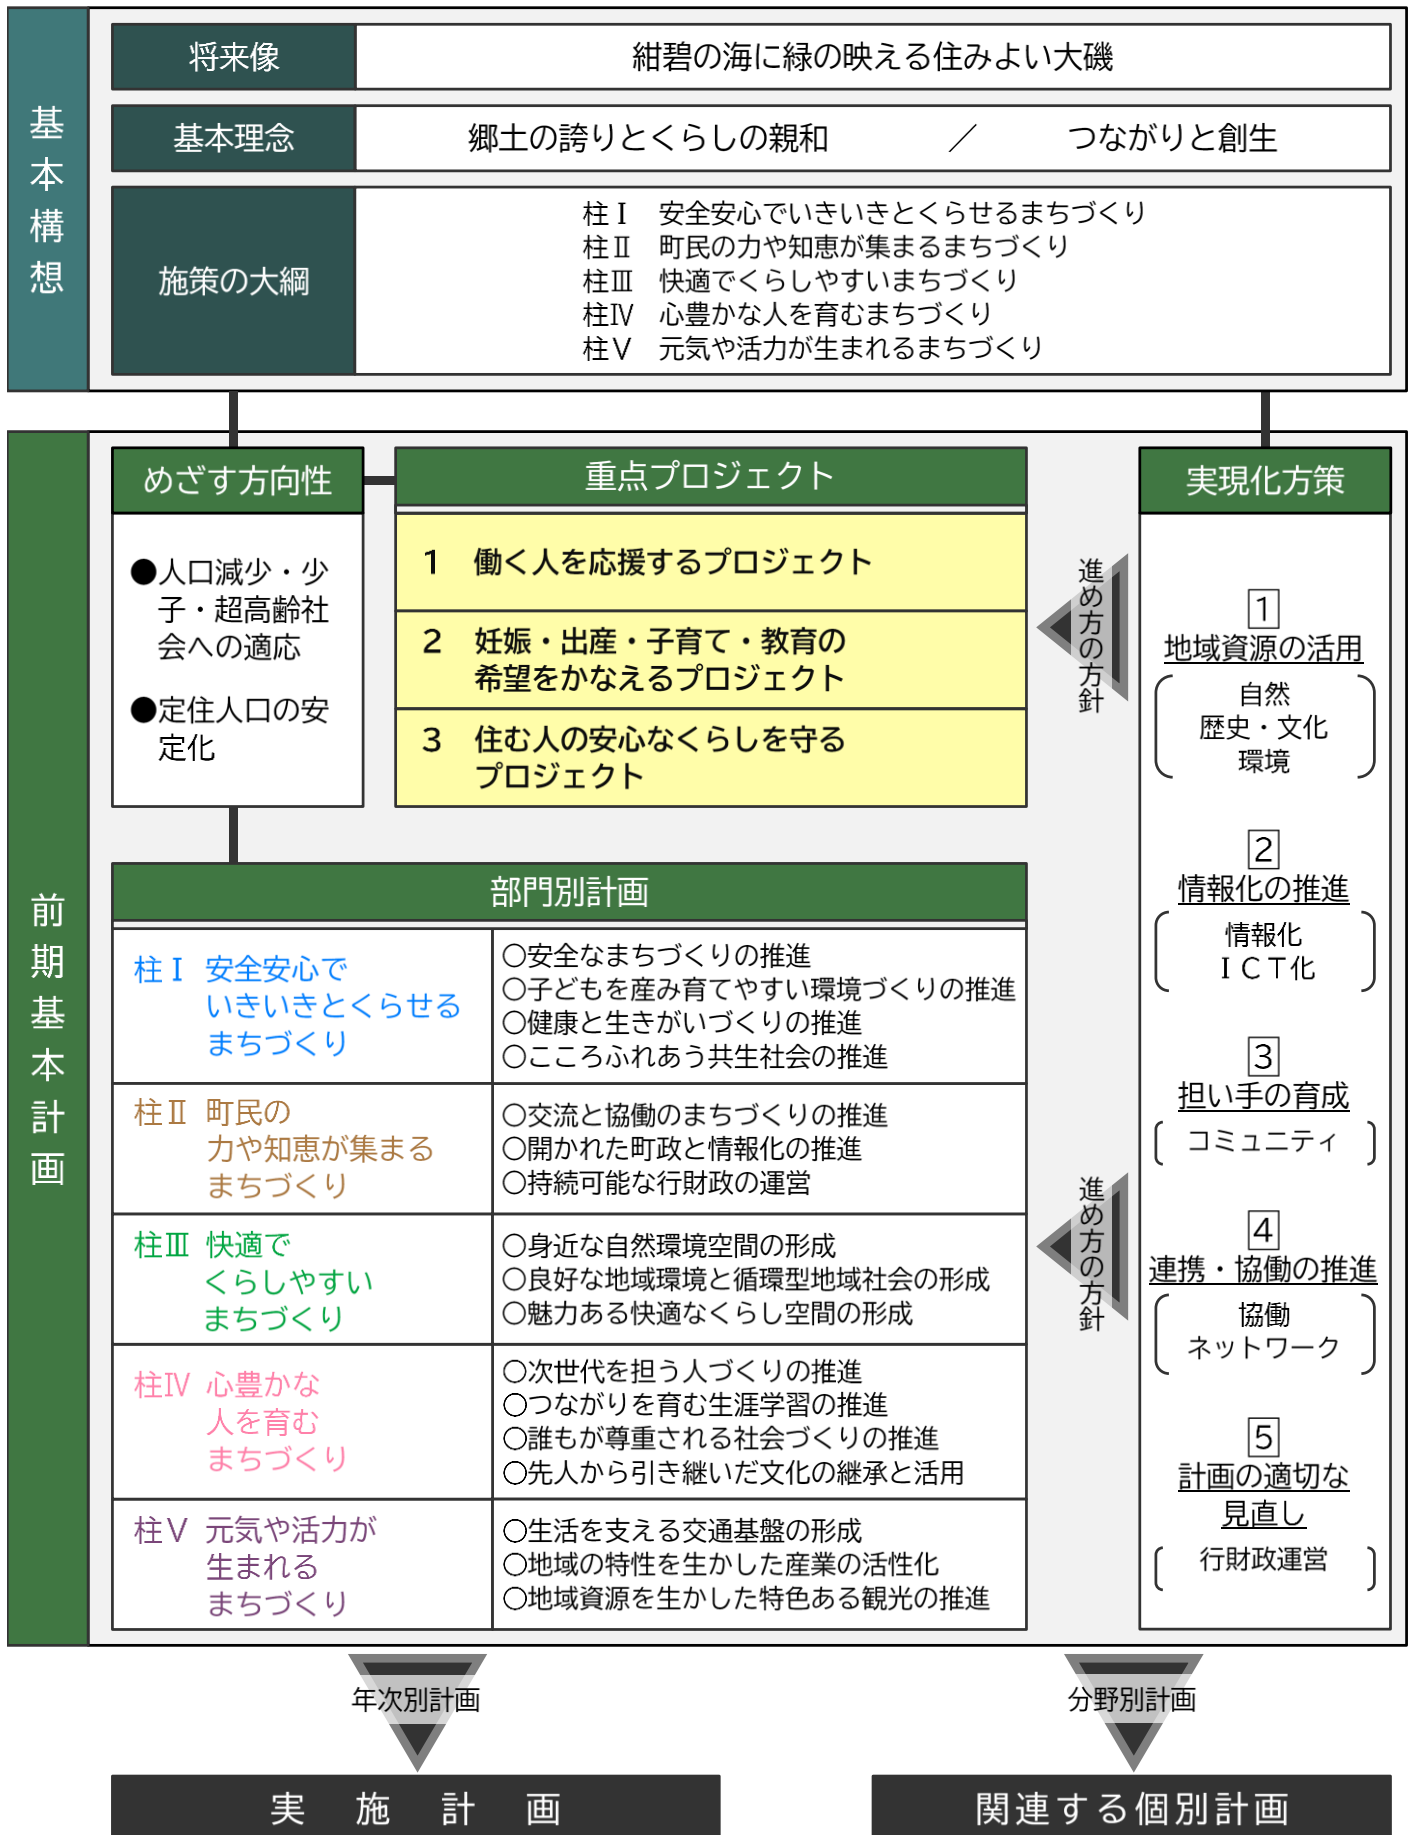 基本構想
将来像
紺碧の海に緑の映える住みよい大磯
基本理念
郷土の誇りとくらしの親和 ／ つながりと創生
施策の大綱
柱Ⅰ 安全安心でいきいきとくらせるまちづくり
柱Ⅱ 町民の力や知恵が集まるまちづくり
柱Ⅲ 快適でくらしやすいまちづくり
柱Ⅳ 心豊かな人を育むまちづくり
柱Ⅴ 元気や活力が生まれるまちづくり
前期基本計画
めざす方向性
●人口減少・少
子・超高齢社
会への適応
●定住人口の安
定化
重点プロジェクト
1 働く人を応援するプロジェクト
2 妊娠・出産・子育て・教育の
希望をかなえるプロジェクト
3 住む人の安心なくらしを守る
プロジェクト
進め方の方針
部門別計画
柱Ⅰ 安全安心で
いきいきとくらせる
まちづくり
○安全なまちづくりの推進
○子どもを産み育てやすい環境づくりの推進
○健康と生きがいづくりの推進
○こころふれあう共生社会の推進
柱Ⅱ 町民の
力や知恵が集まる
まちづくり
○交流と協働のまちづくりの推進
○開かれた町政と情報化の推進
○持続可能な行財政の運営
柱Ⅲ 快適で
くらしやすい
まちづくり
○身近な自然環境空間の形成
○良好な地域環境と循環型地域社会の形成
○魅力ある快適なくらし空間の形成
柱Ⅳ 心豊かな
人を育む
まちづくり
○次世代を担う人づくりの推進
○つながりを育む生涯学習の推進
○誰もが尊重される社会づくりの推進
○先人から引き継いだ文化の継承と活用
柱Ⅴ 元気や活力が
生まれる
まちづくり
○生活を支える交通基盤の形成
○地域の特性を生かした産業の活性化
○地域資源を生かした特色ある観光の推進
進め方の方針
実現化方策
1
地域資源の活用
自然
歴史・文化
環境
2
情報化の推進
情報化
ＩＣＴ化
3
担い手の育成
コミュニティ
4
連携・協働の推進
協働
ネットワーク
5
計画の適切な
見直し
行財政運営
年次別計画
分野別計画
実施計画
関連する個別計画